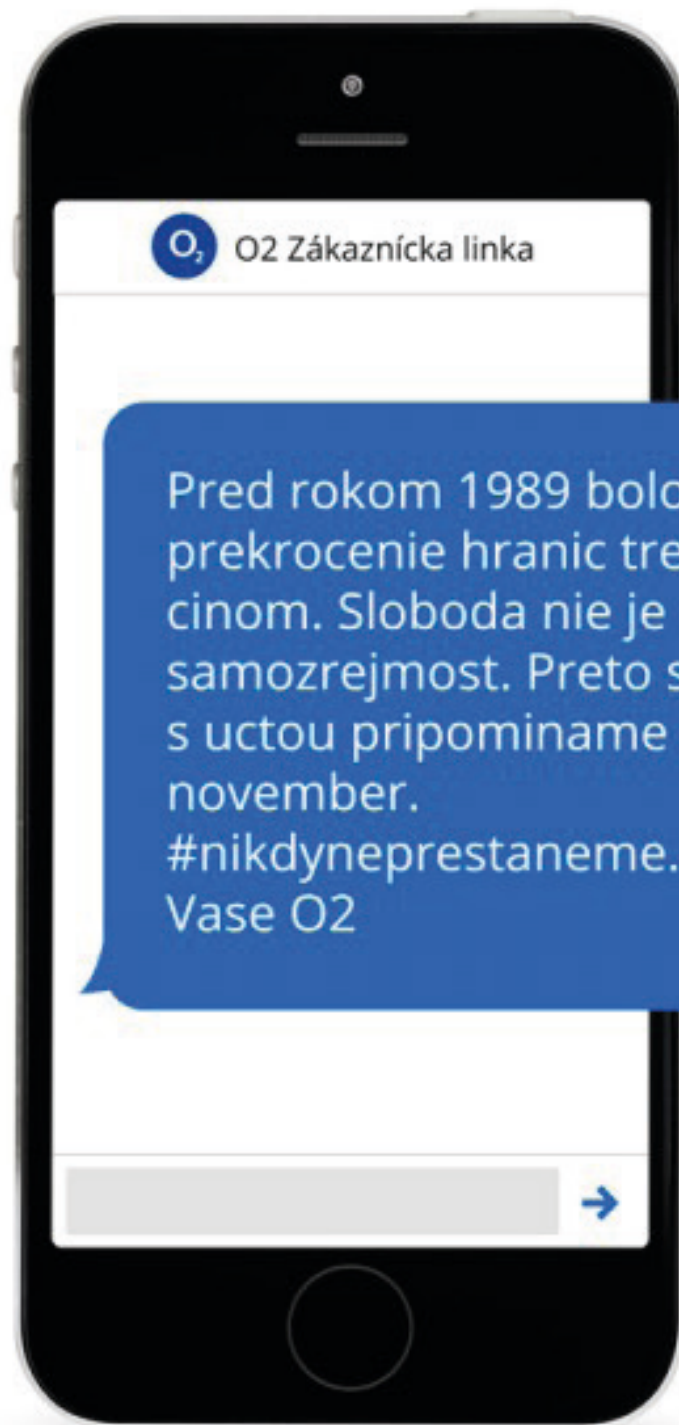 O2 O2 Zákaznícka linka
Pred rokom 1989 bolo
prekrocenie hranic tre
cinom. Sloboda nie je
samozrejmost. Preto s
s uctou pripominame
november.
#nikdyneprestaneme.
Vase O2